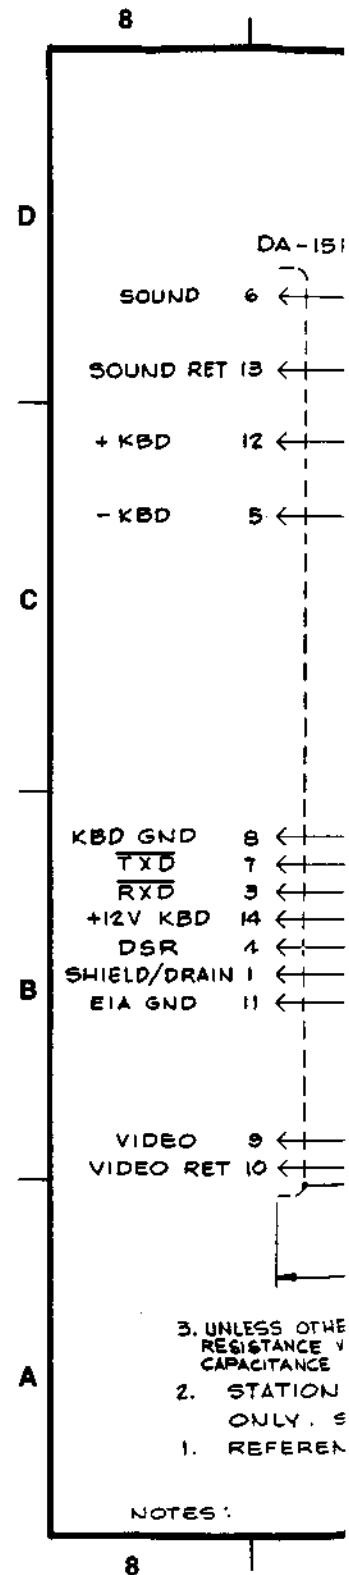 8
D
DA-15
SOUND 6
SOUND RET 13
+ KBD 12
- KBD 5
C
KBD GND 8
TXD 7
RXD 3
+12V KBD 14
DSR 4
B
SHIELD/DRAIN 1
EIA GND 11
VIDEO 9
VIDEO RET 10
3. UNLESS OTHE
RESISTANCE
CAPACITANCE
A
2. STATION
ONLY. S
1. REFEREN
NOTES:
8